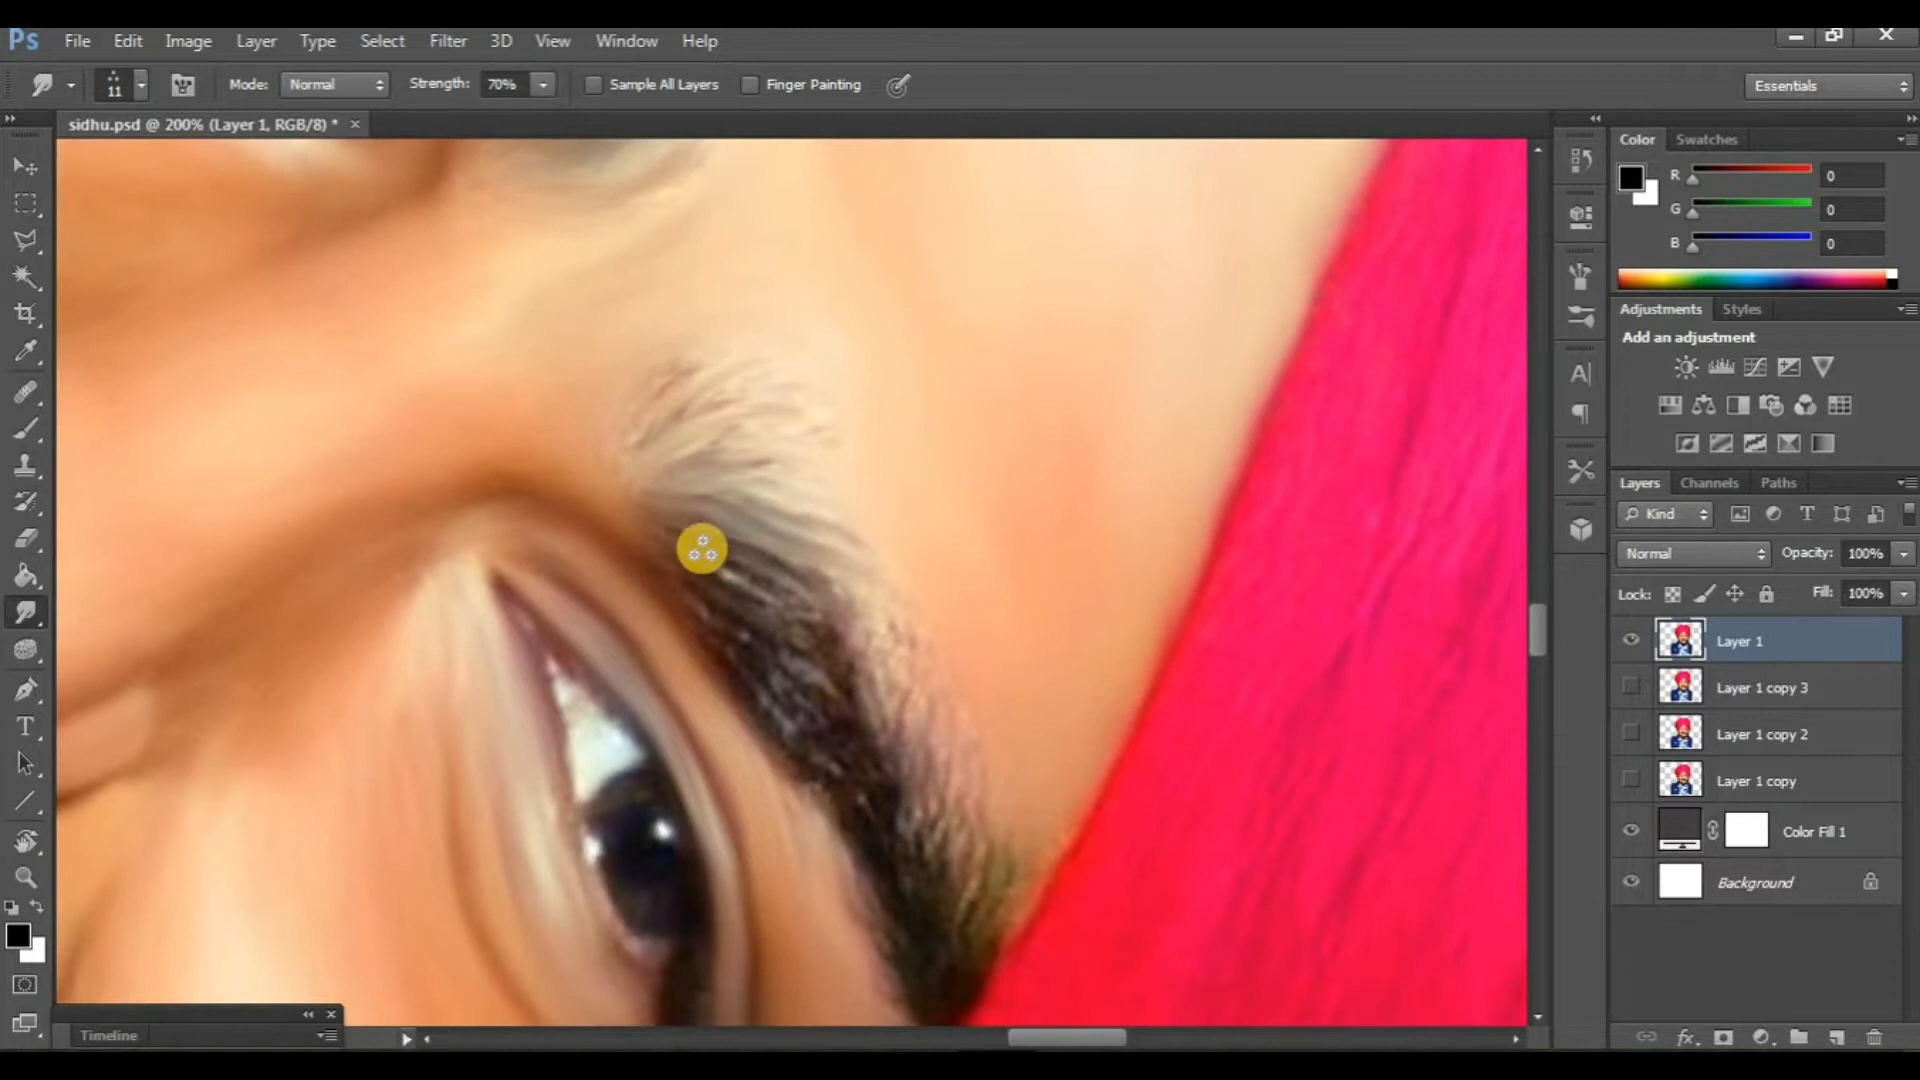 Ps File Edit Image Layer Type Select Filter 3D View Window Help
11 Mode: Normal Strength: 70% Sample All Layers Finger Painting Essentials
sidhu.psd @ 200% (Layer 1, RGB/8) *
Color Swatches
R 0
G 0
B 0
Adjustments Styles
Add an adjustment
Layers Channels Paths
Kind
Normal Opacity: 100%
Lock: Fill: 100%
Layer 1
Layer 1 copy 3
Layer 1 copy 2
Layer 1 copy
Color Fill 1
Background
Timeline